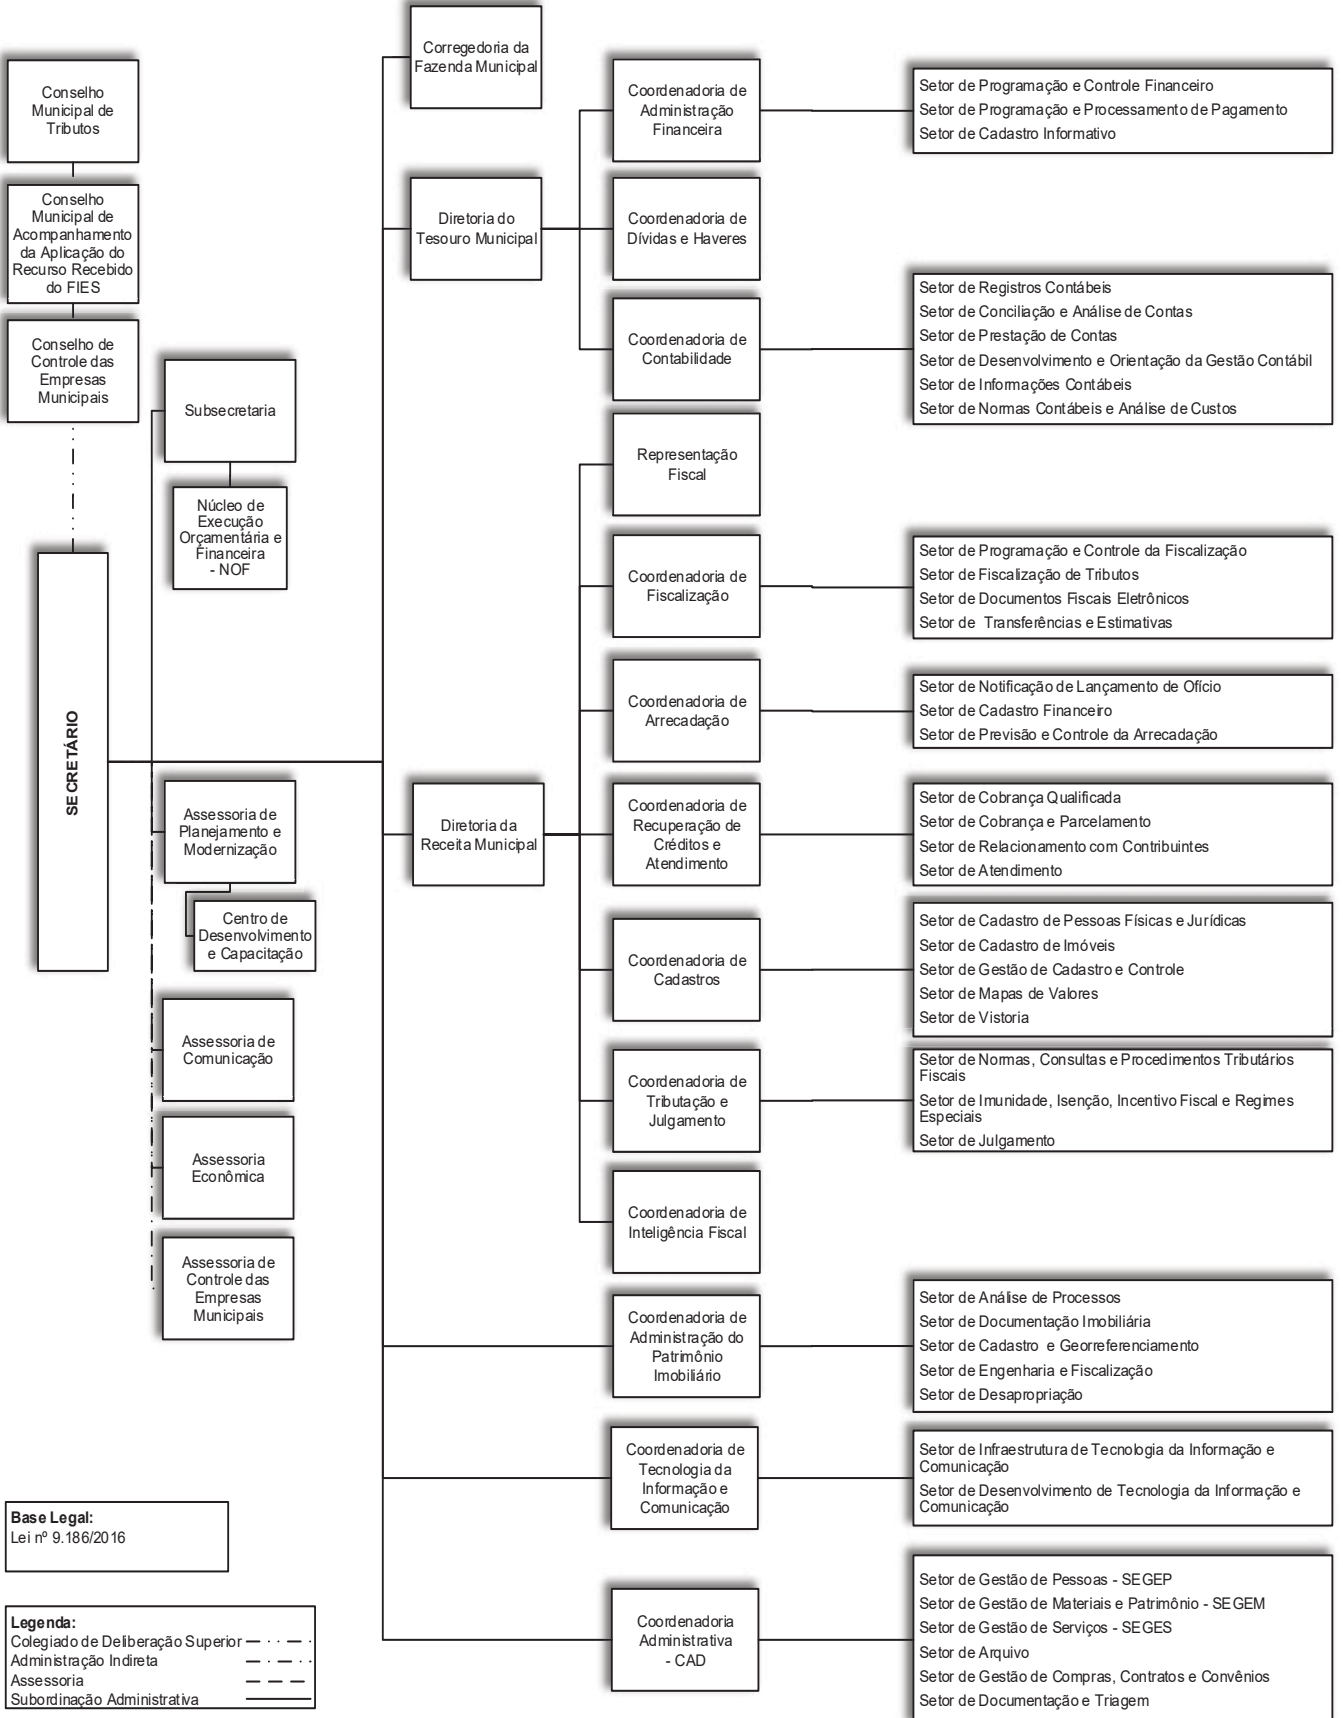 Conselho
Municipal de
Tributos
Conselho
Municipal de
Acompanhamento
da Aplicação do
Recurso Recebido
do FIES
Conselho de
Controle das
Empresas
Municipais
SECRETÁRIO
Subsecretaria
Núcleo de
Execução
Orçamentária e
Financeira
- NOF
Assessoria de
Planejamento e
Modernização
Centro de
Desenvolvimento
e Capacitação
Assessoria de
Comunicação
Assessoria
Econômica
Assessoria de
Controle das
Empresas
Municipais
Corregedoria da
Fazenda Municipal
Diretoria do
Tesouro Municipal
Coordenadoria de
Administração
Financeira
Setor de Programação e Controle Financeiro
Setor de Programação e Processamento de Pagamento
Setor de Cadastro Informativo
Coordenadoria de
Dívidas e Haveres
Coordenadoria de
Contabilidade
Setor de Registros Contábeis
Setor de Conciliação e Análise de Contas
Setor de Prestação de Contas
Setor de Desenvolvimento e Orientação da Gestão Contábil
Setor de Informações Contábeis
Setor de Normas Contábeis e Análise de Custos
Diretoria da
Receita Municipal
Representação
Fiscal
Coordenadoria de
Fiscalização
Setor de Programação e Controle da Fiscalização
Setor de Fiscalização de Tributos
Setor de Documentos Fiscais Eletrônicos
Setor de Transferências e Estimativas
Coordenadoria de
Arrecadação
Setor de Notificação de Lançamento de Ofício
Setor de Cadastro Financeiro
Setor de Previsão e Controle da Arrecadação
Coordenadoria de
Recuperação de
Créditos e
Atendimento
Setor de Cobrança Qualificada
Setor de Cobrança e Parcelamento
Setor de Relacionamento com Contribuintes
Setor de Atendimento
Coordenadoria de
Cadastros
Setor de Cadastro de Pessoas Físicas e Jurídicas
Setor de Cadastro de Imóveis
Setor de Gestão de Cadastro e Controle
Setor de Mapas de Valores
Setor de Vistoria
Coordenadoria de
Tributação e
Julgamento
Setor de Normas, Consultas e Procedimentos Tributários
Fiscais
Setor de Imunidade, Isenção, Incentivo Fiscal e Regimes
Especiais
Setor de Julgamento
Coordenadoria de
Inteligência Fiscal
Coordenadoria de
Administração do
Patrimônio
Imobiliário
Setor de Análise de Processos
Setor de Documentação Imobiliária
Setor de Cadastro e Georreferenciamento
Setor de Engenharia e Fiscalização
Setor de Desapropriação
Coordenadoria de
Tecnologia da
Informação e
Comunicação
Setor de Infraestrutura de Tecnologia da Informação e
Comunicação
Setor de Desenvolvimento de Tecnologia da Informação e
Comunicação
Coordenadoria
Administrativa
- CAD
Setor de Gestão de Pessoas - SEGEP
Setor de Gestão de Materiais e Patrimônio - SEGEM
Setor de Gestão de Serviços - SEGES
Setor de Arquivo
Setor de Gestão de Compras, Contratos e Convênios
Setor de Documentação e Triagem
Base Legal:
Lei nº 9.186/2016
Legenda:
Colegiado de Deliberação Superior
Administração Indireta
Assessoria
Subordinação Administrativa